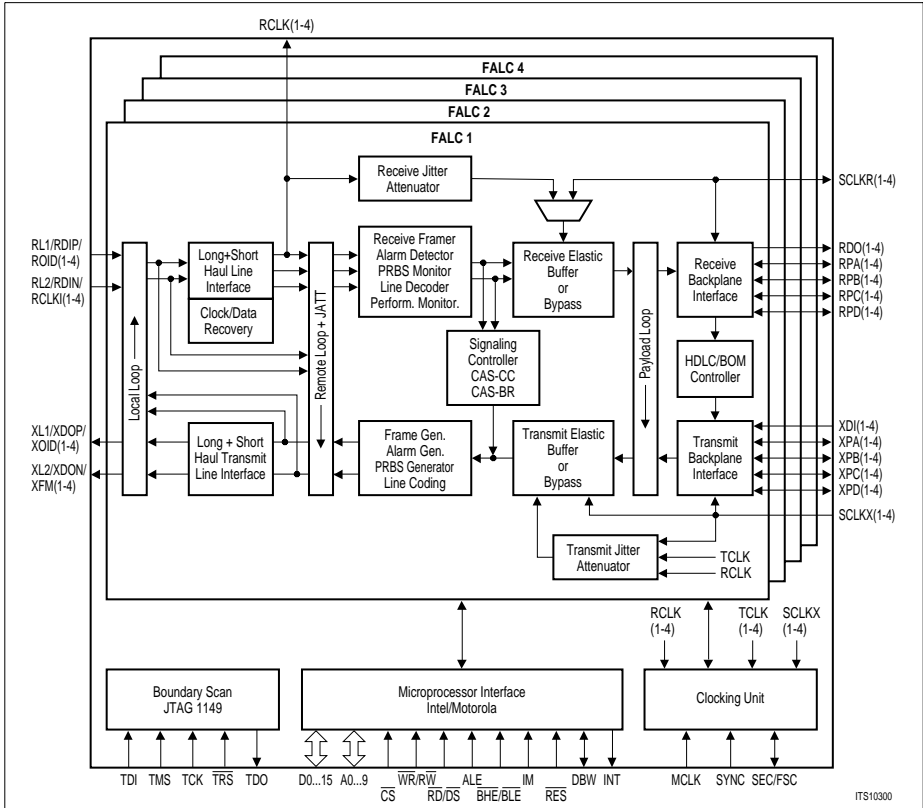 RCLK(1-4)
FALC 4
FALC 3
FALC 2
FALC 1
Receive Jitter
Attenuator
SCLKR(1-4)
RL1/RDIP/
ROID(1-4)
RL2/RDIN/
RCLKI(1-4)
Local Loop
Long+Short
Haul Line
Interface
Clock/Data
Recovery
Remote Loop + JATT
Receive Framer
Alarm Detector
PRBS Monitor
Line Decoder
Perform. Monitor.
Receive Elastic
Buffer
or
Bypass
Payload Loop
Receive
Backplane
Interface
RDO(1-4)
RPA(1-4)
RPB(1-4)
RPC(1-4)
RPD(1-4)
Signaling
Controller
CAS-CC
CAS-BR
HDLC/BOM
Controller
XL1/XDOP/
XOID(1-4)
XL2/XDON/
XFM(1-4)
Long + Short
Haul Transmit
Line Interface
Frame Gen.
Alarm Gen.
PRBS Generator
Line Coding
Transmit Elastic
Buffer
or
Bypass
Transmit
Backplane
Interface
XDI(1-4)
XPA(1-4)
XPB(1-4)
XPC(1-4)
XPD(1-4)
SCLKX(1-4)
Transmit Jitter
Attenuator
TCLK
RCLK
RCLK
(1-4)
TCLK
(1-4)
SCLKX
(1-4)
Boundary Scan
JTAG 1149
Microprocessor Interface
Intel/Motorola
Clocking Unit
TDI TMS TCK TRS TDO D0...15 A0...9 WR/RW ALE IM DBW INT MCLK SYNC SEC/FSC
CS RD/DS BHE/BLE RES
ITS10300